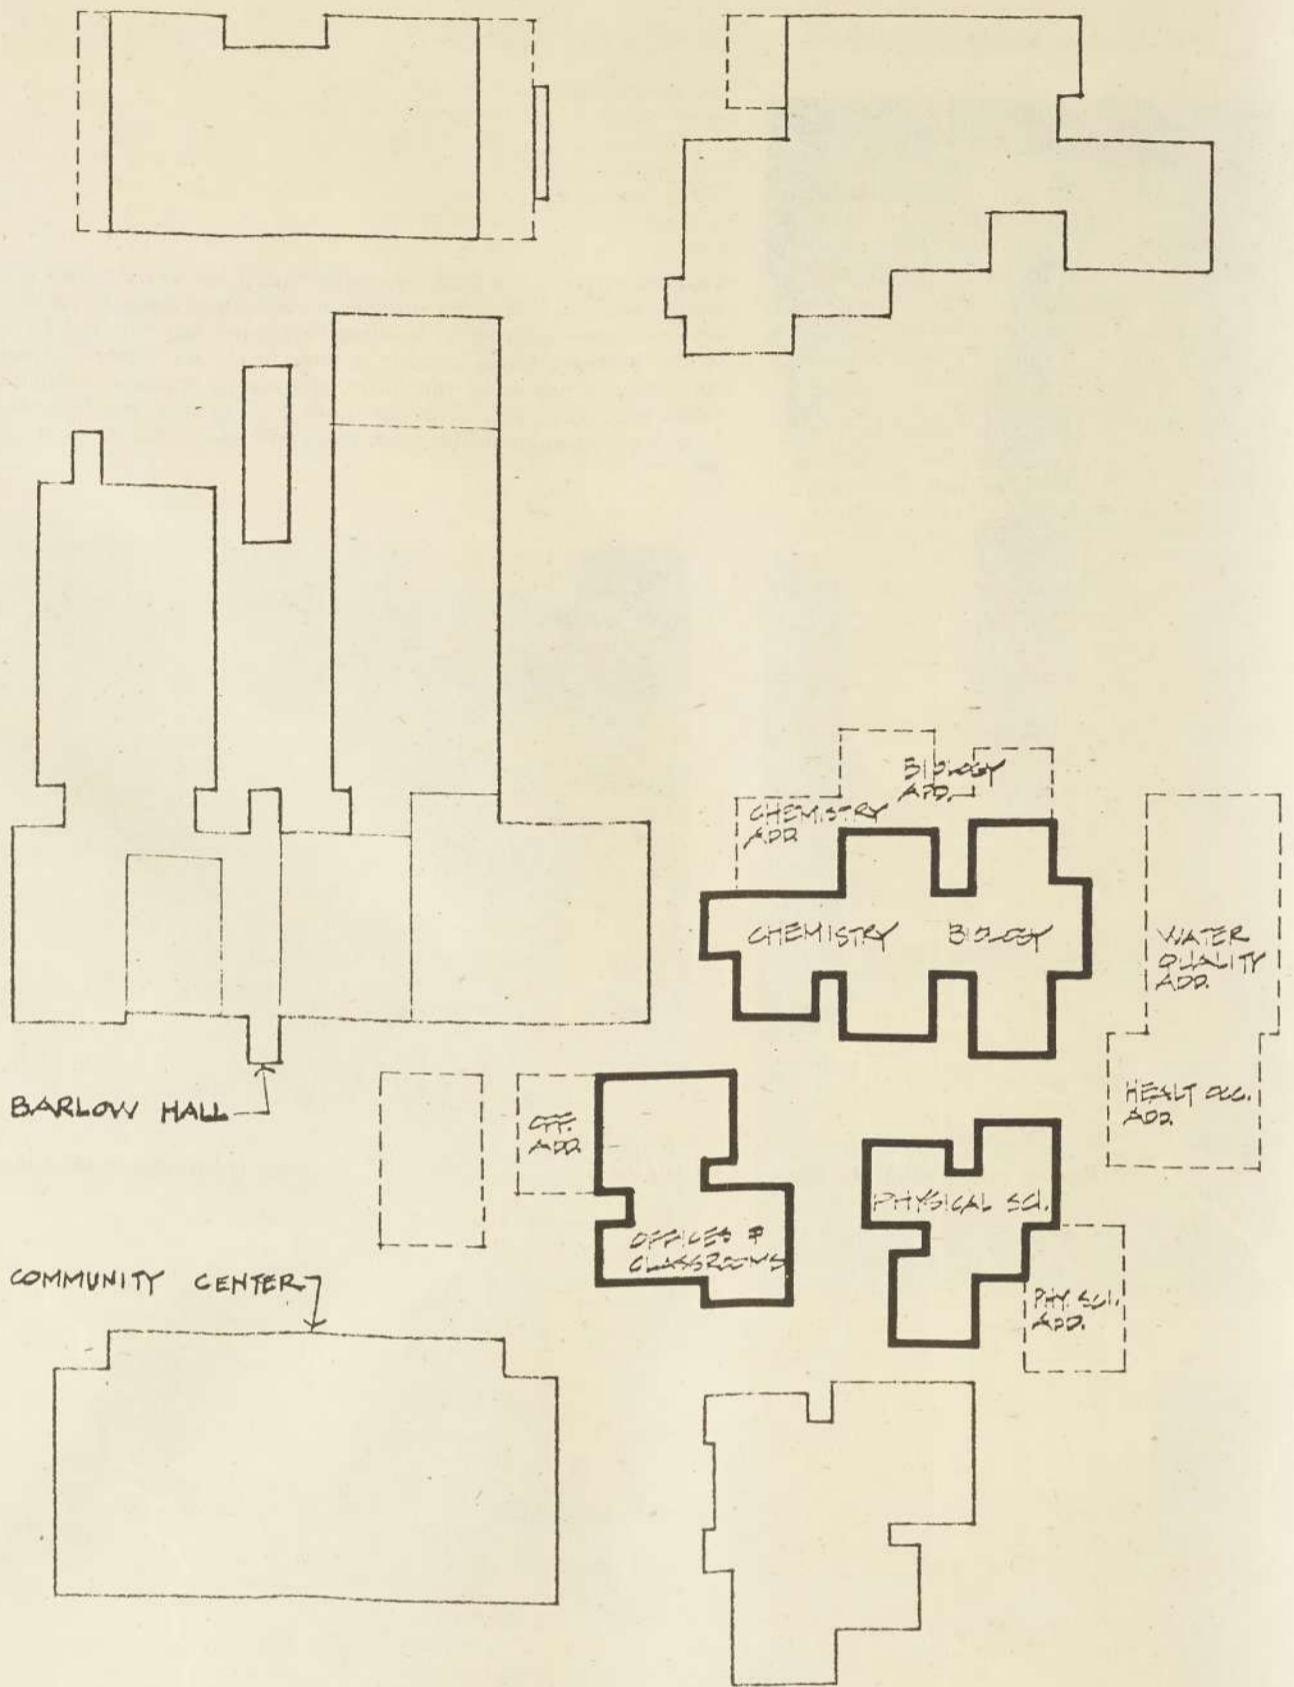 BIOLOGY
ADD.
CHEMISTRY
ADD
CHEMISTRY
BIOLOGY
WATER
QUALITY
ADD.
BARLOW HALL
OFF.
ADD.
HEALT OCC.
ADD.
PHYSICAL SCI.
OFFICES &
CLASSROOMS
COMMUNITY CENTER
PHY. SCI.
ADD.